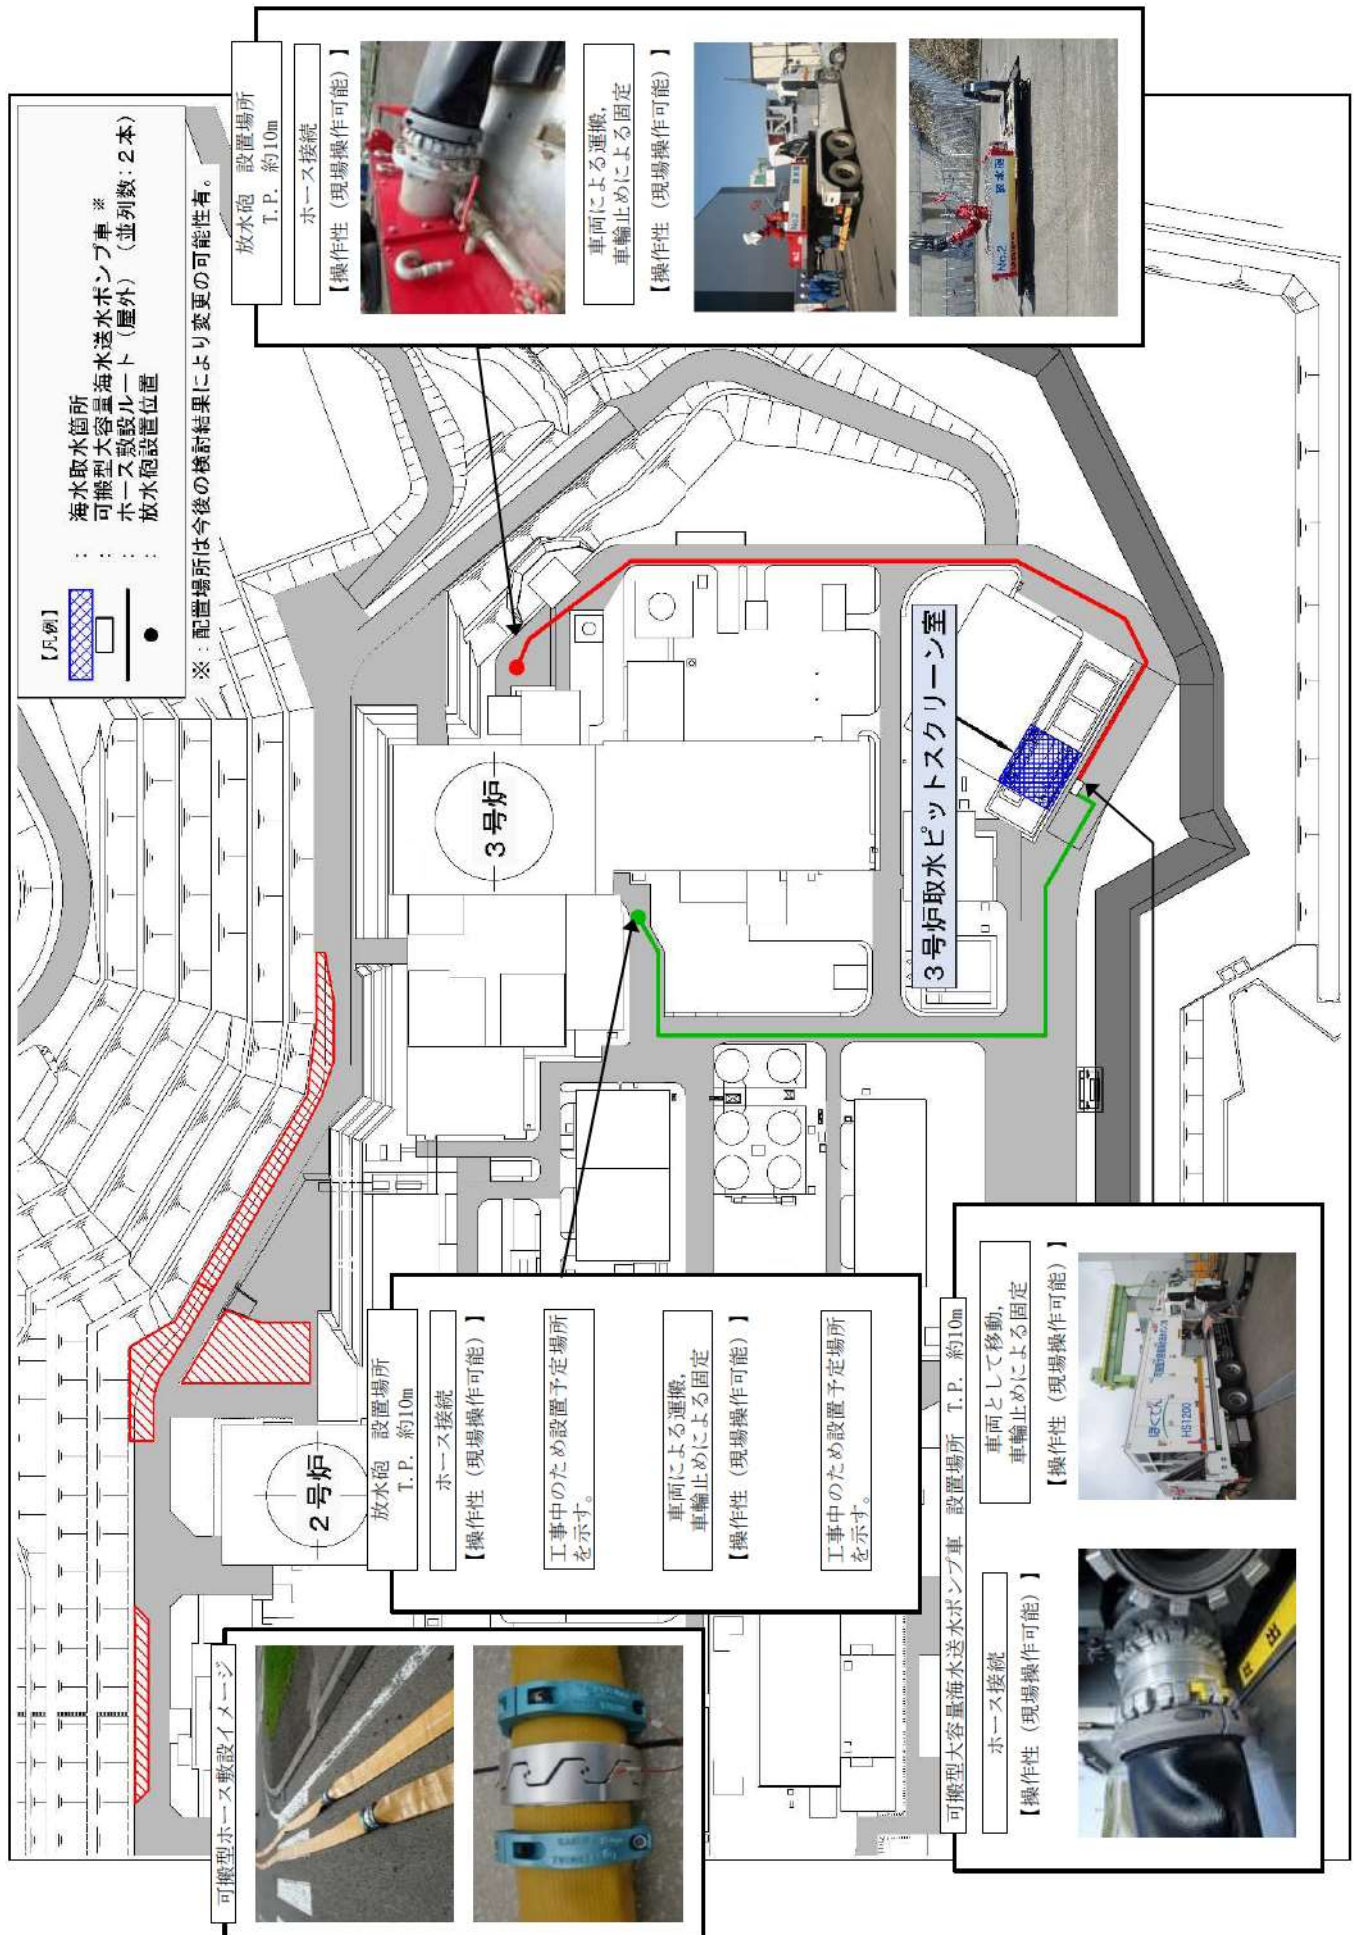 【凡例】
： 海水取水箇所
： 可搬型大容量海水送水ポンプ車 ※
： ホース敷設ルート（屋外）（並列数：２本）
： 放水砲設置位置
※：配置場所は今後の検討結果により変更の可能性有。
放水砲 設置場所
T.P. 約10m
ホース接続
【操作性（現場操作可能）】
車両による運搬,
車輪止めによる固定
【操作性（現場操作可能）】
No.2
No.2
放水砲
３号炉
３号炉取水ピットスクリーン室
２号炉
放水砲 設置場所
T.P. 約10m
ホース接続
【操作性（現場操作可能）】
工事中のため設置予定場所
を示す。
車両による運搬,
車輪止めによる固定
【操作性（現場操作可能）】
工事中のため設置予定場所
を示す。
可搬型ホース敷設イメージ
可搬型大容量海水送水ポンプ車 設置場所 T.P. 約10m
ホース接続
【操作性（現場操作可能）】
車両として移動,
車輪止めによる固定
【操作性（現場操作可能）】
ほくでん
HS1200